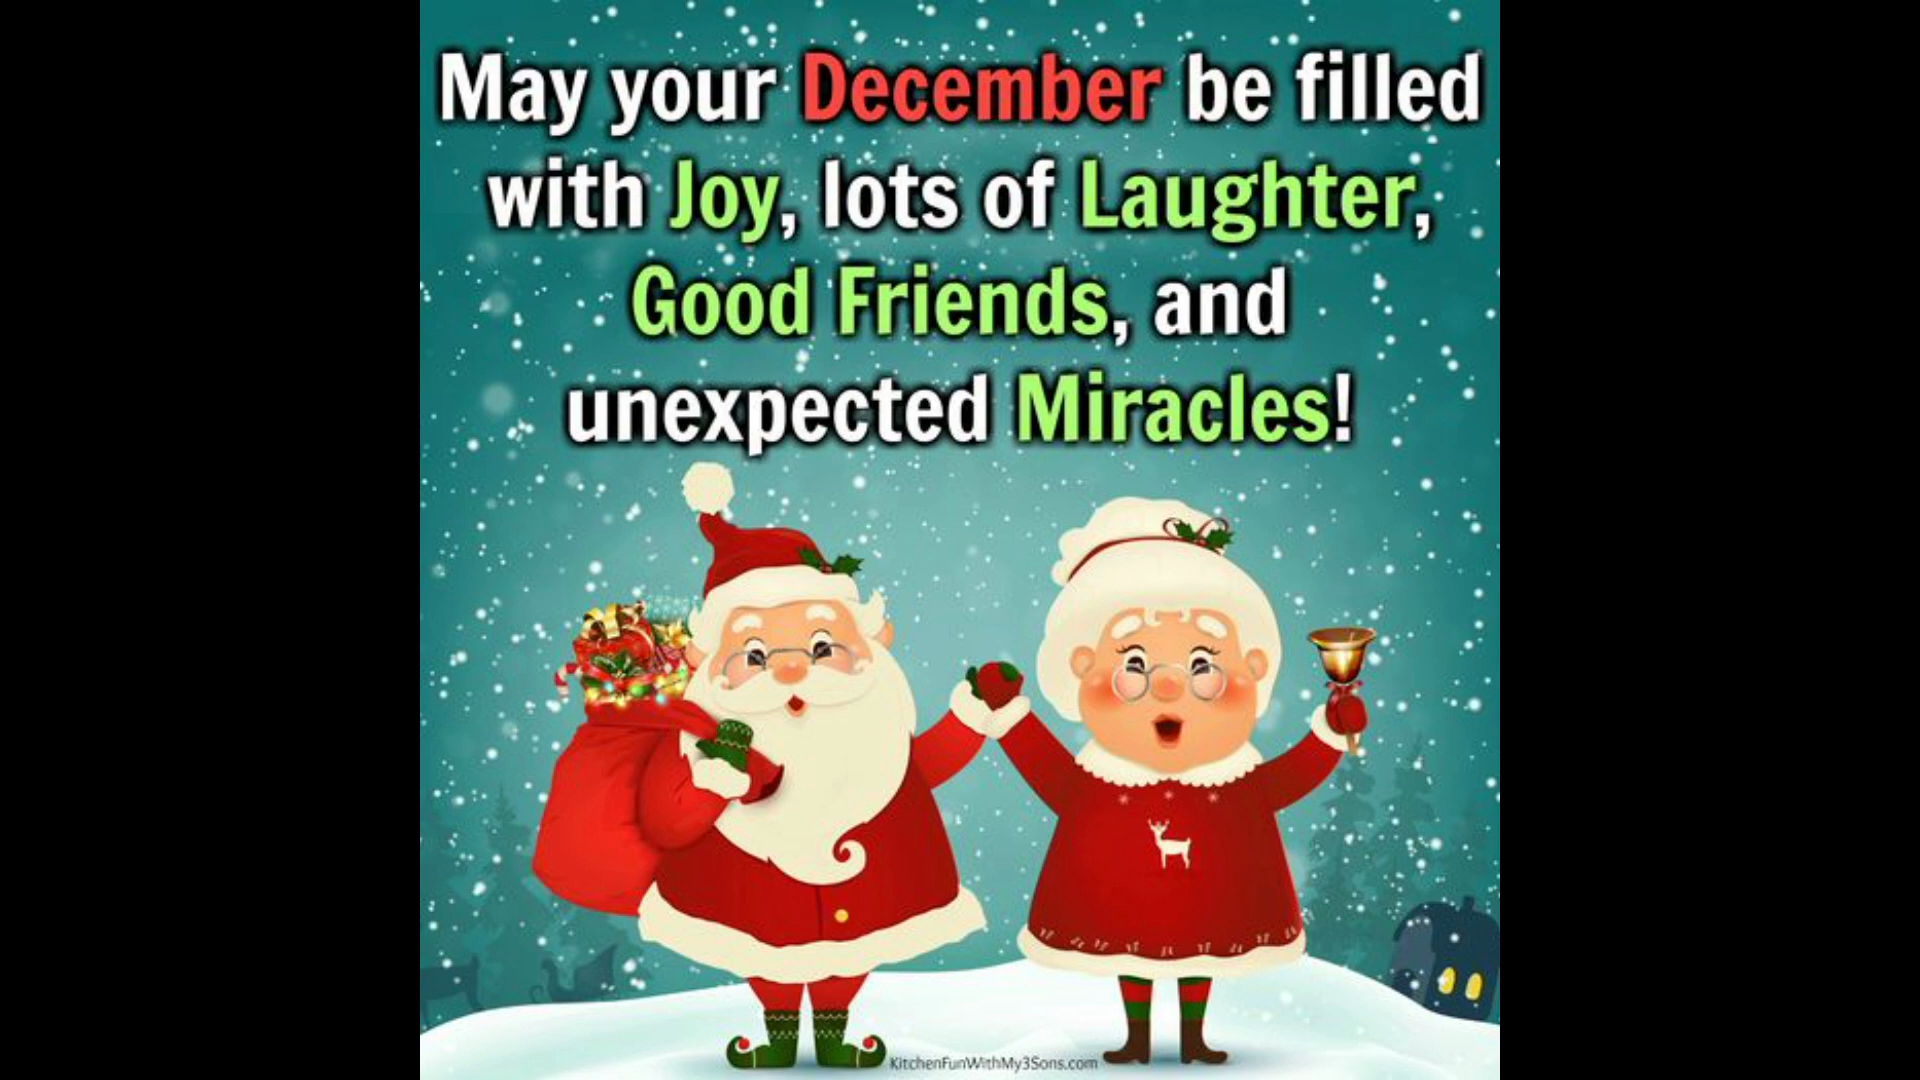 May your December be filled
with Joy, lots of Laughter,
Good Friends, and
unexpected Miracles!
KitchenFunWithMy3Sons.com